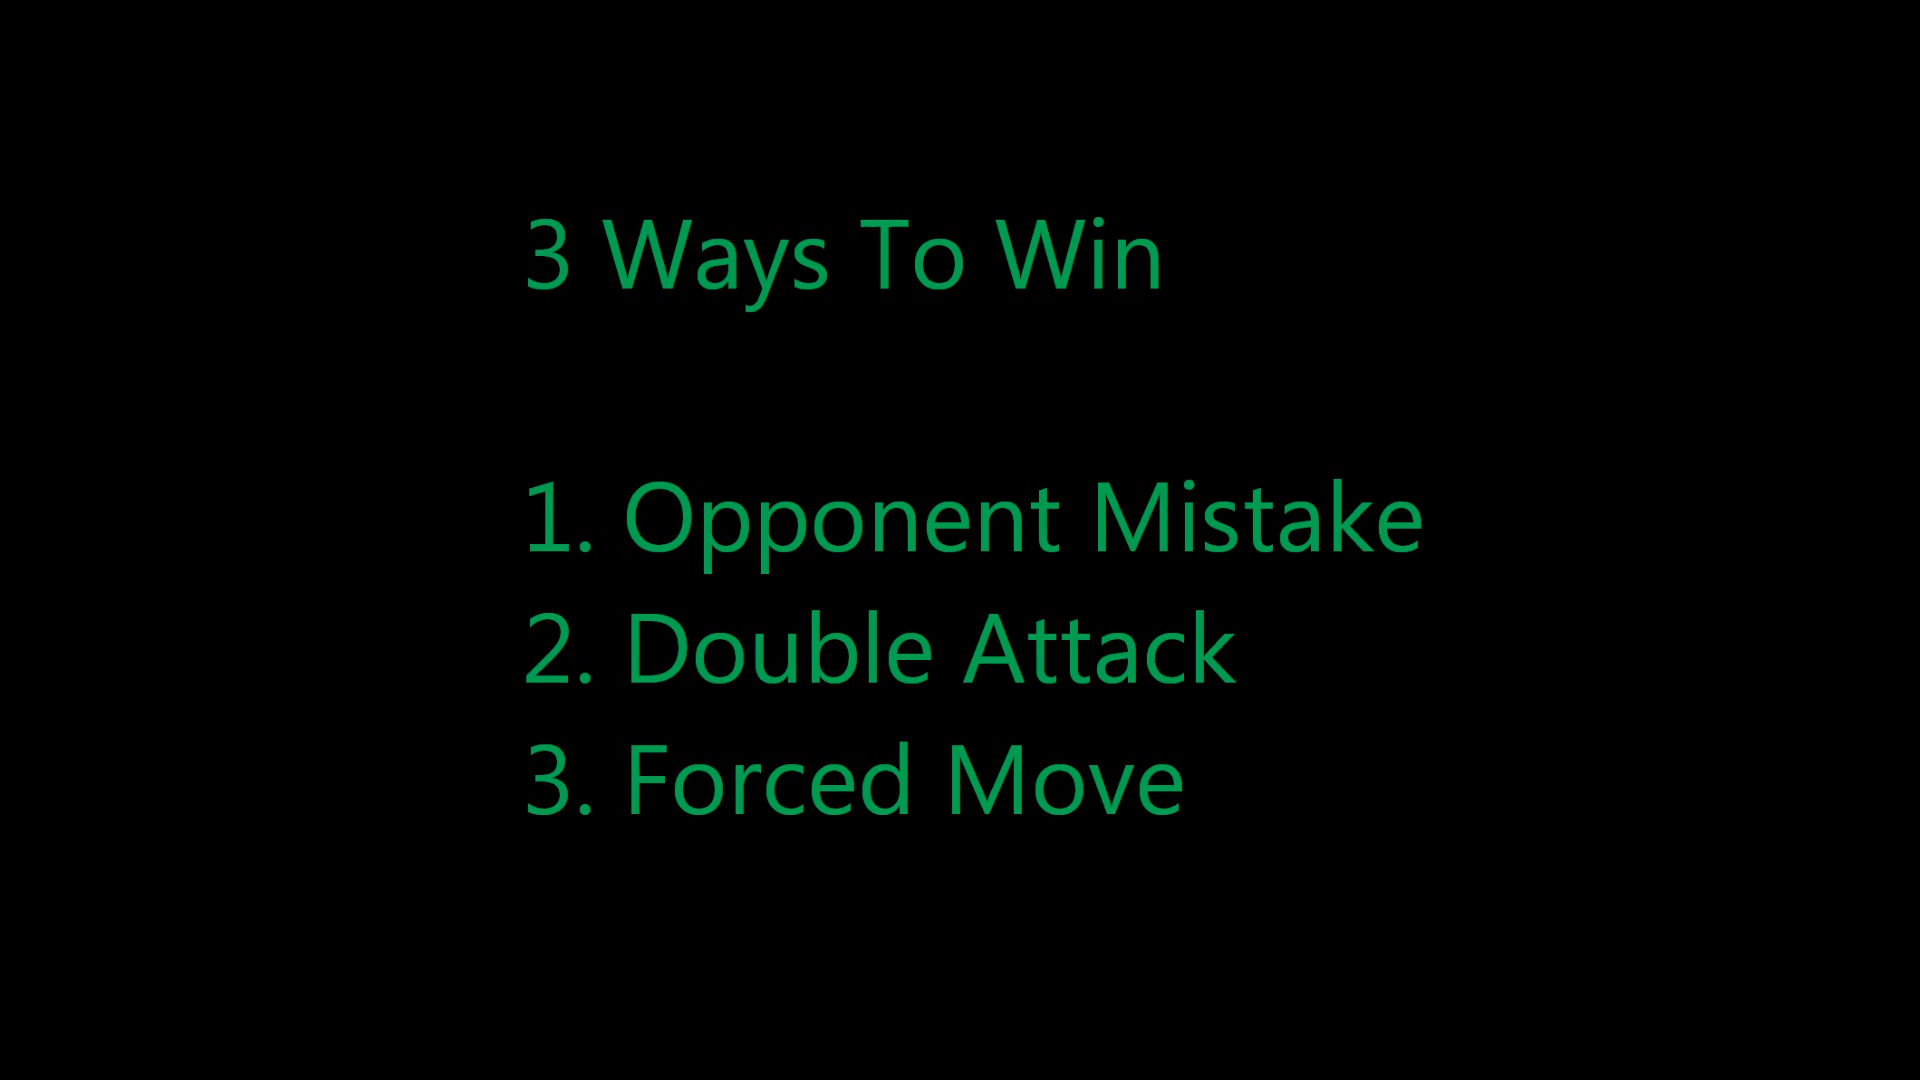 3 Ways To Win
1. Opponent Mistake
2. Double Attack
3. Forced Move